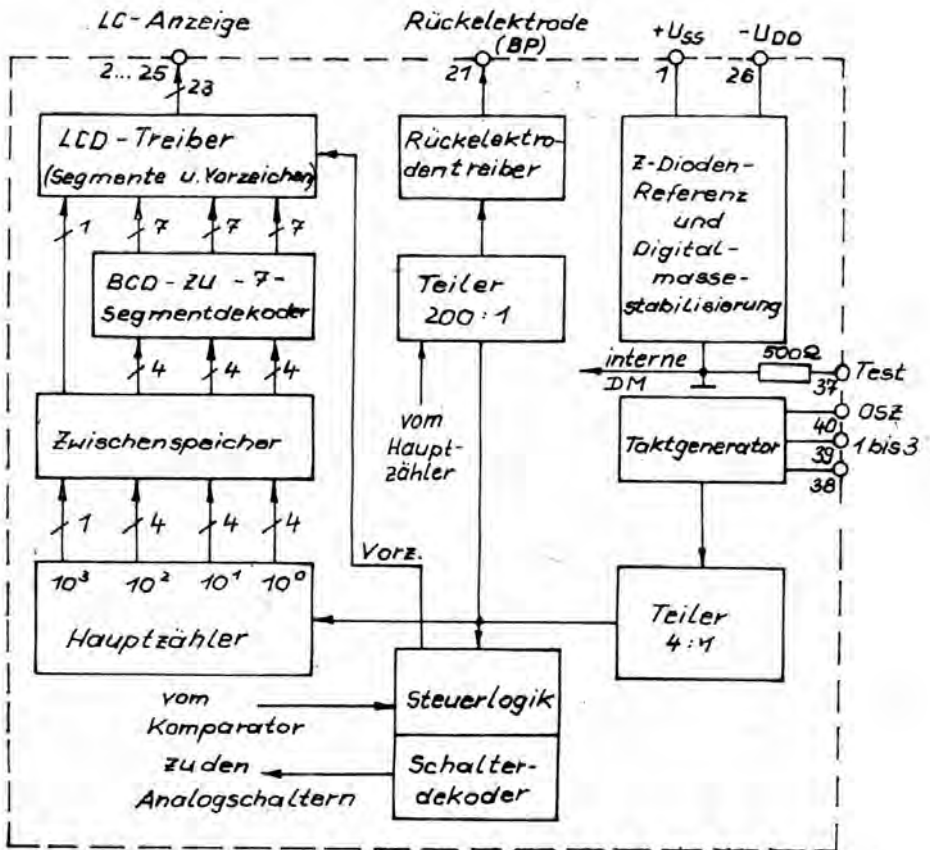 LC-Anzeige
2...25
23
LCD-Treiber
(Segmente u. Vorzeichen)
1
7
7
7
BCD-ZU-7-
Segmentdekoder
4
4
4
Zwischenspeicher
1
4
4
4
10³ 10² 10¹ 10⁰
Hauptzähler
Rückelektrode
(BP)
21
Rückelektro-
dentreiber
Teiler
200:1
vom
Haupt-
zähler
Vorz.
Steuerlogik
Schalter-
dekoder
vom
Komparator
zu den
Analogschaltern
+USS
-UDD
1
26
Z-Dioden-
Referenz
und
Digital-
masse-
stabilisierung
interne
DM
500Ω
Test
37
Taktgenerator
OSZ
40
1 bis 3
39
38
Teiler
4:1